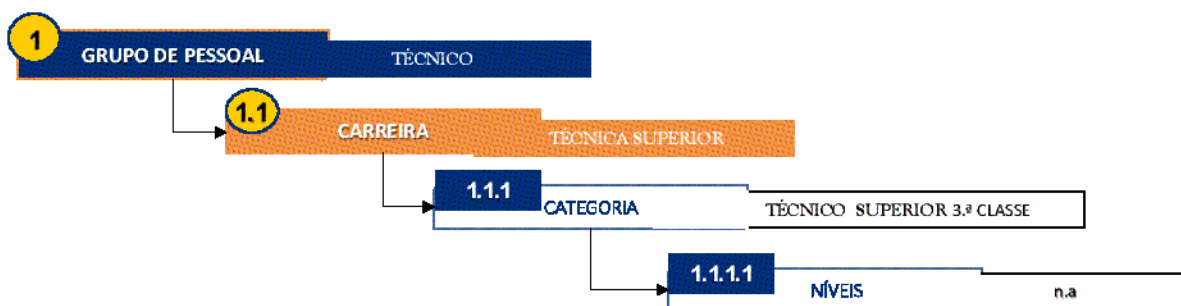 1
GRUPO DE PESSOAL TÉCNICO
1.1
CARREIRA TÉCNICA SUPERIOR
1.1.1
CATEGORIA TÉCNICO SUPERIOR 3.ª CLASSE
1.1.1.1
NÍVEIS n.a